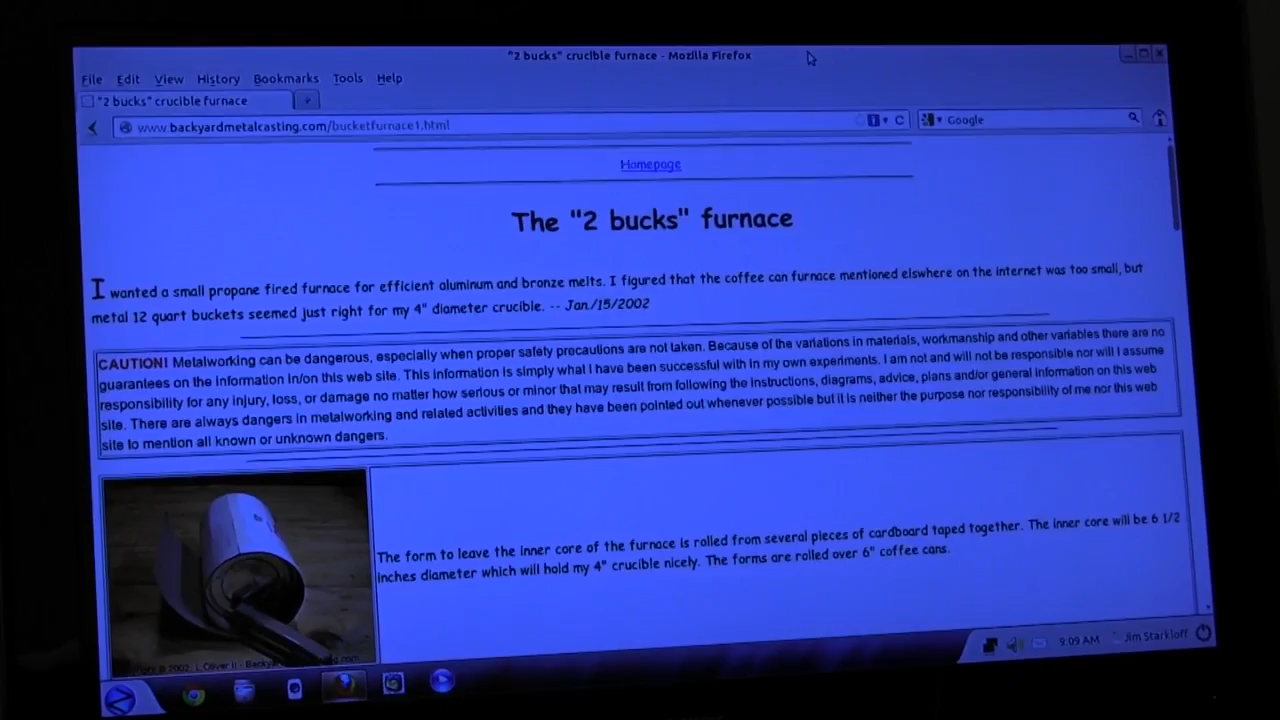 "2 bucks" crucible furnace - Mozilla Firefox
File Edit View History Bookmarks Tools Help
"2 bucks" crucible furnace
www.backyardmetalcasting.com/bucketfurnace1.html
Google
Homepage
The "2 bucks" furnace
I wanted a small propane fired furnace for efficient aluminum and bronze melts. I figured that the coffee can furnace mentioned elswhere on the internet was too small, but
metal 12 quart buckets seemed just right for my 4" diameter crucible. -- Jan./15/2002
CAUTION! Metalworking can be dangerous, especially when proper safety precautions are not taken. Because of the variations in materials, workmanship and other variables there are no
guarantees on the information in/on this web site. This information is simply what I have been successful with in my own experiments. I am not and will not be responsible nor will I assume
responsibility for any injury, loss, or damage no matter how serious or minor that may result from following the instructions, diagrams, advice, plans and/or general information on this web
site. There are always dangers in metalworking and related activities and they have been pointed out whenever possible but it is neither the purpose nor responsibility of me nor this web
site to mention all known or unknown dangers.
The form to leave the inner core of the furnace is rolled from several pieces of cardboard taped together. The inner core will be 6 1/2
inches diameter which will hold my 4" crucible nicely. The forms are rolled over 6" coffee cans.
2002, L.Oliver II -
9:09 AM Jim Starkloff